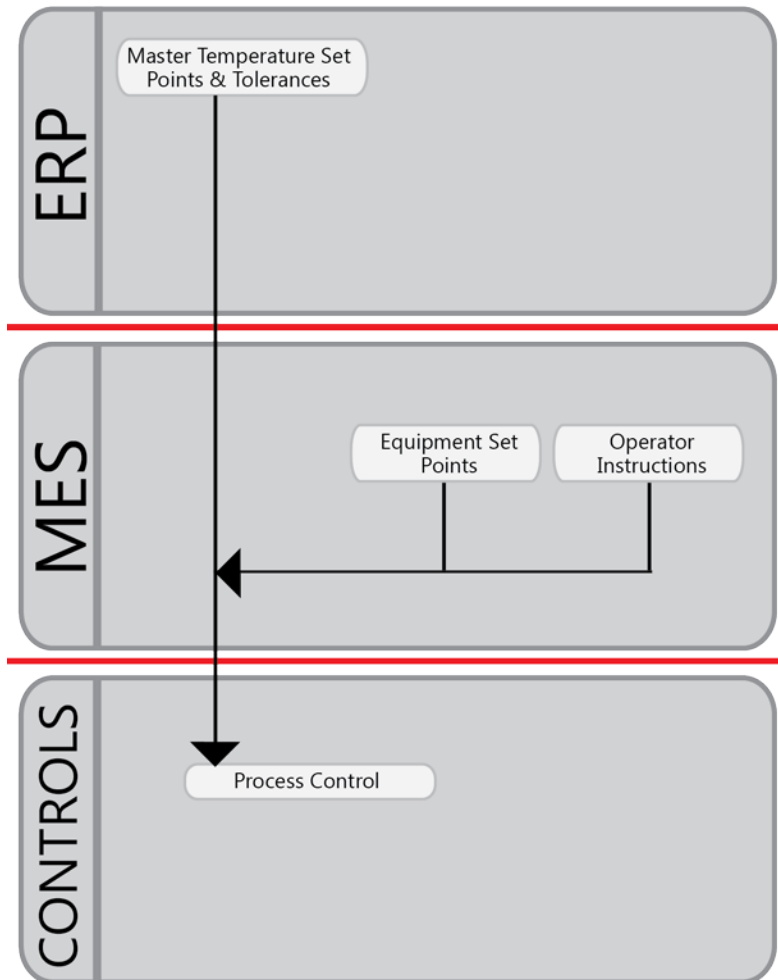 ERP
Master Temperature Set
Points & Tolerances
MES
Equipment Set
Points
Operator
Instructions
CONTROLS
Process Control